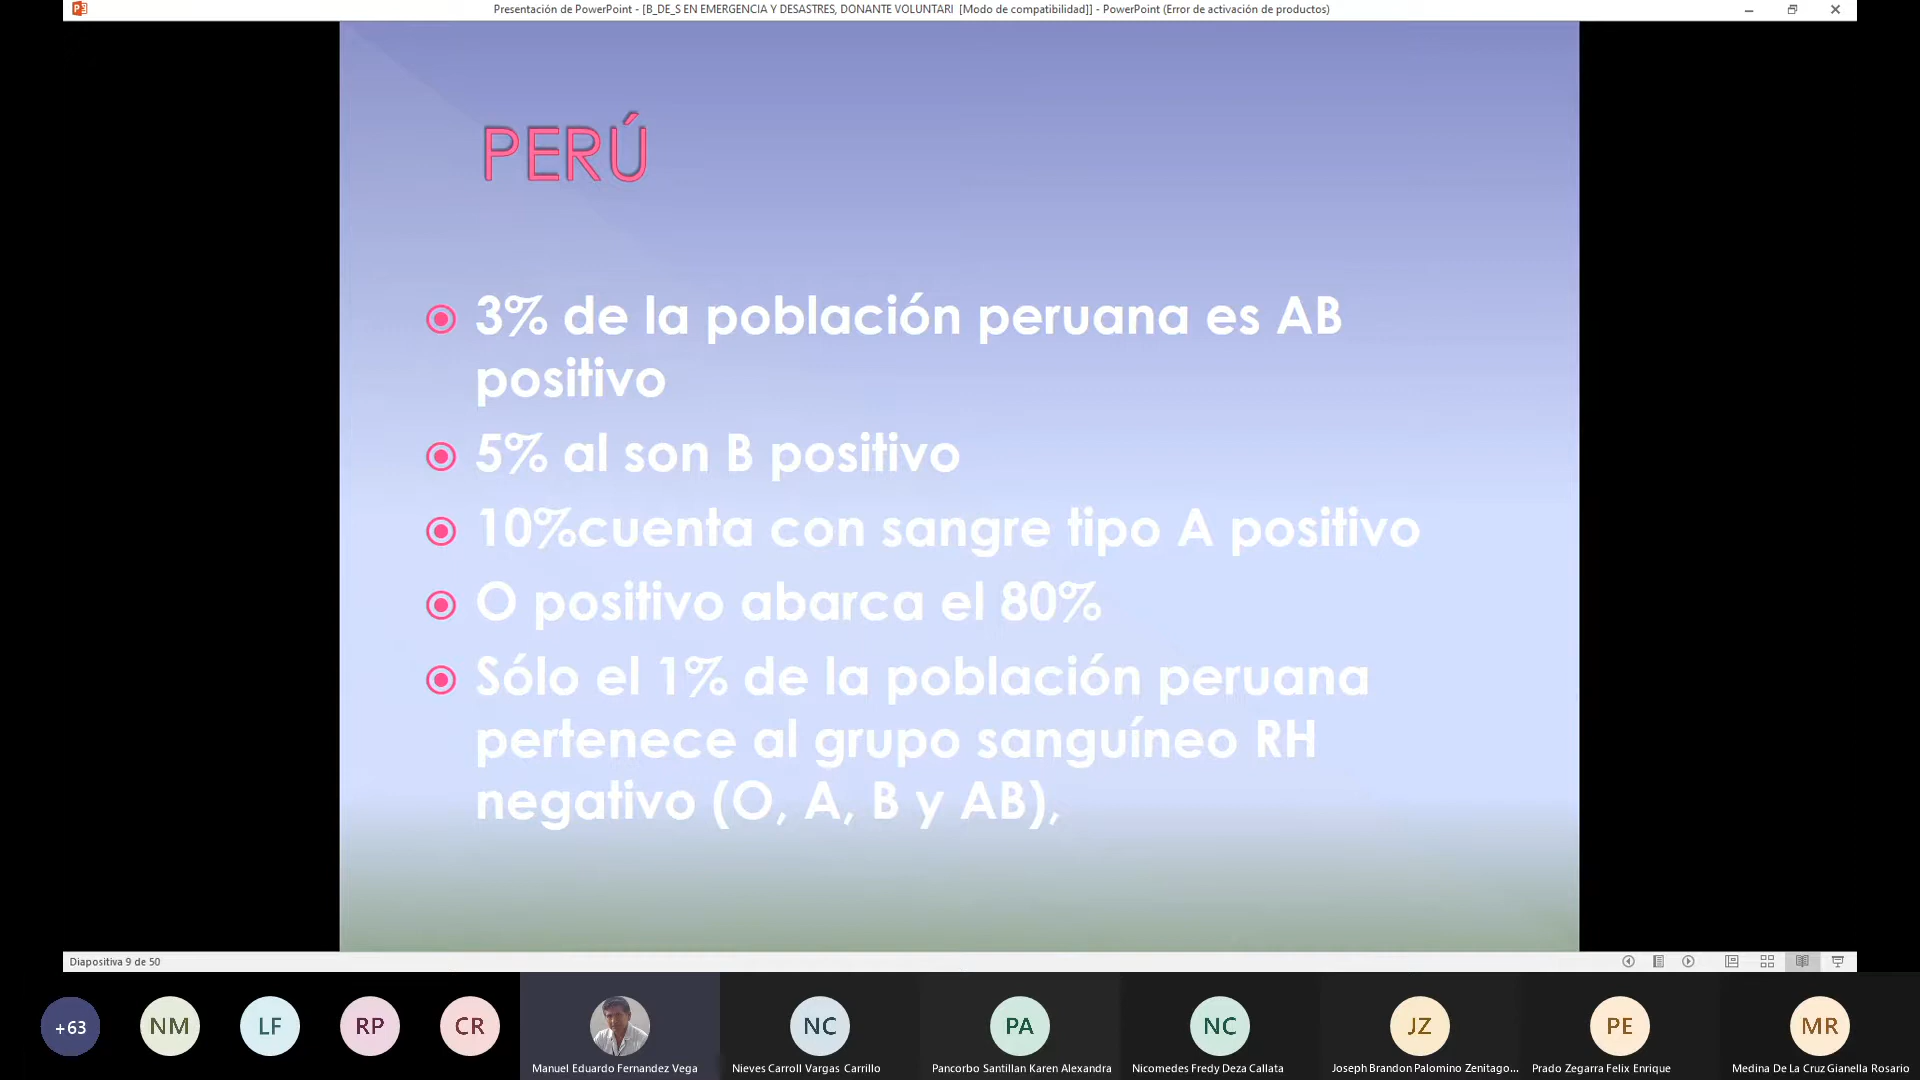 Presentación de PowerPoint - [B_DE_S EN EMERGENCIA Y DESASTRES, DONANTE VOLUNTARI  [Modo de compatibilidad]] - PowerPoint (Error de activación de productos)
PERÚ
3% de la población peruana es AB
positivo
5% al son B positivo
10%cuenta con sangre tipo A positivo
O positivo abarca el 80%
Sólo el 1% de la población peruana
pertenece al grupo sanguíneo RH
negativo (O, A, B y AB),
Diapositiva 9 de 50
+63
NM
LF
RP
CR
NC
PA
NC
JZ
PE
MR
Manuel Eduardo Fernandez Vega
Nieves Carroll Vargas Carrillo
Pancorbo Santillan Karen Alexandra
Nicomedes Fredy Deza Callata
Joseph Brandon Palomino Zenitago...
Prado Zegarra Felix Enrique
Medina De La Cruz Gianella Rosario